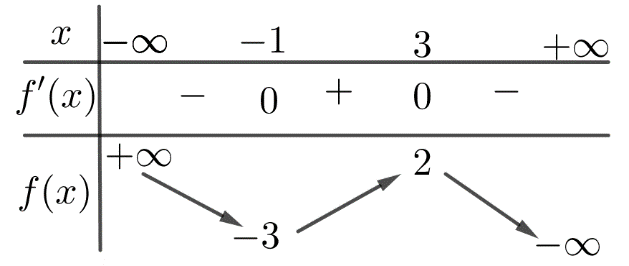 x −∞ −1 3 +∞
f′(x) − 0 + 0 −
+∞ 2
f(x)
−3 −∞